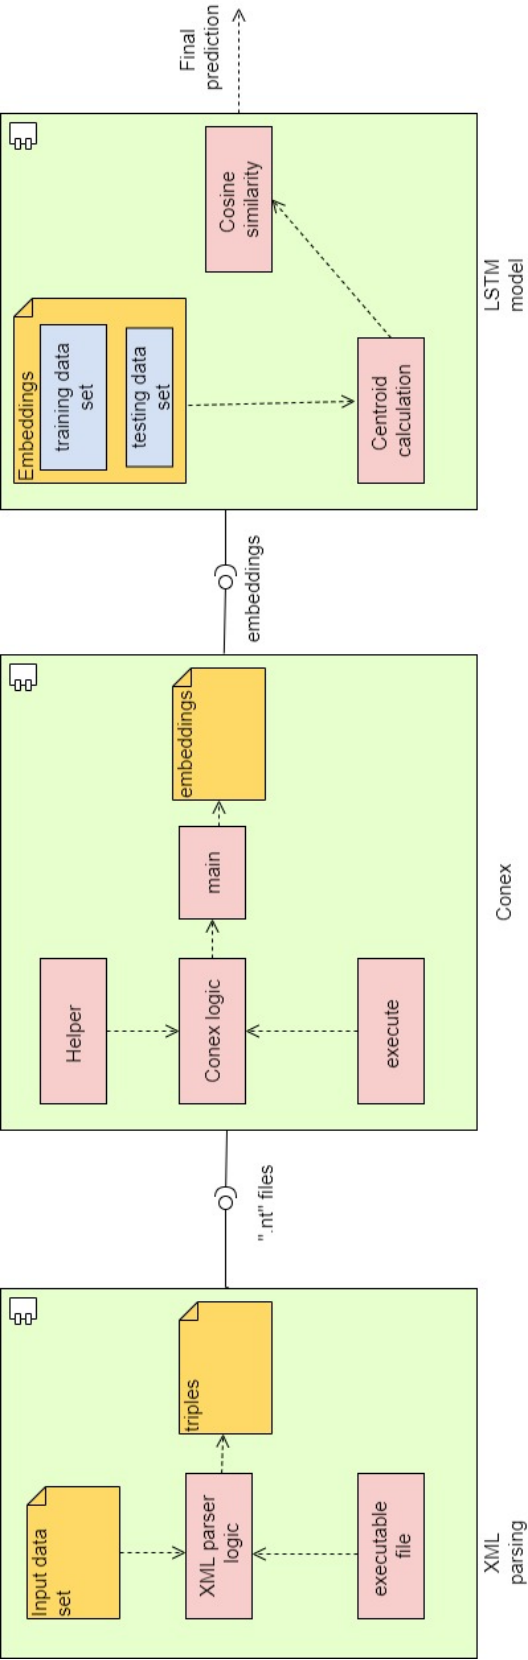 Input data
set
XML parser
logic
executable
file
triples
XML
parsing
".nt" files
Helper
Conex logic
execute
main
embeddings
Conex
embeddings
Embeddings
training data
set
testing data
set
Centroid
calculation
Cosine
similarity
LSTM
model
Final
prediction